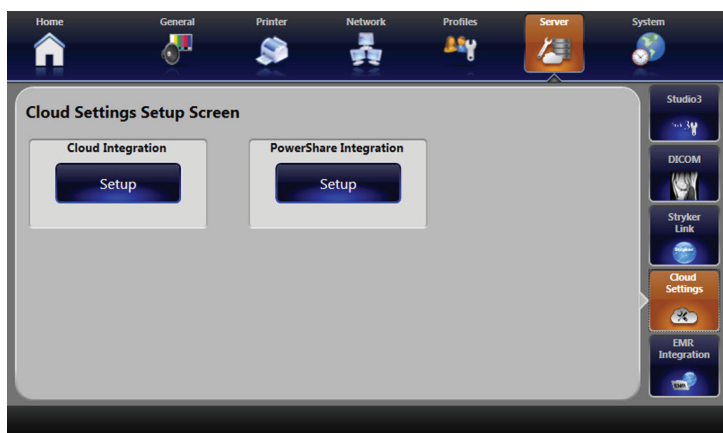 Home General Printer Network Profiles Server System
Cloud Settings Setup Screen
Cloud Integration
Setup
PowerShare Integration
Setup
Studio3
DICOM
Stryker
Link
Cloud
Settings
EMR
Integration